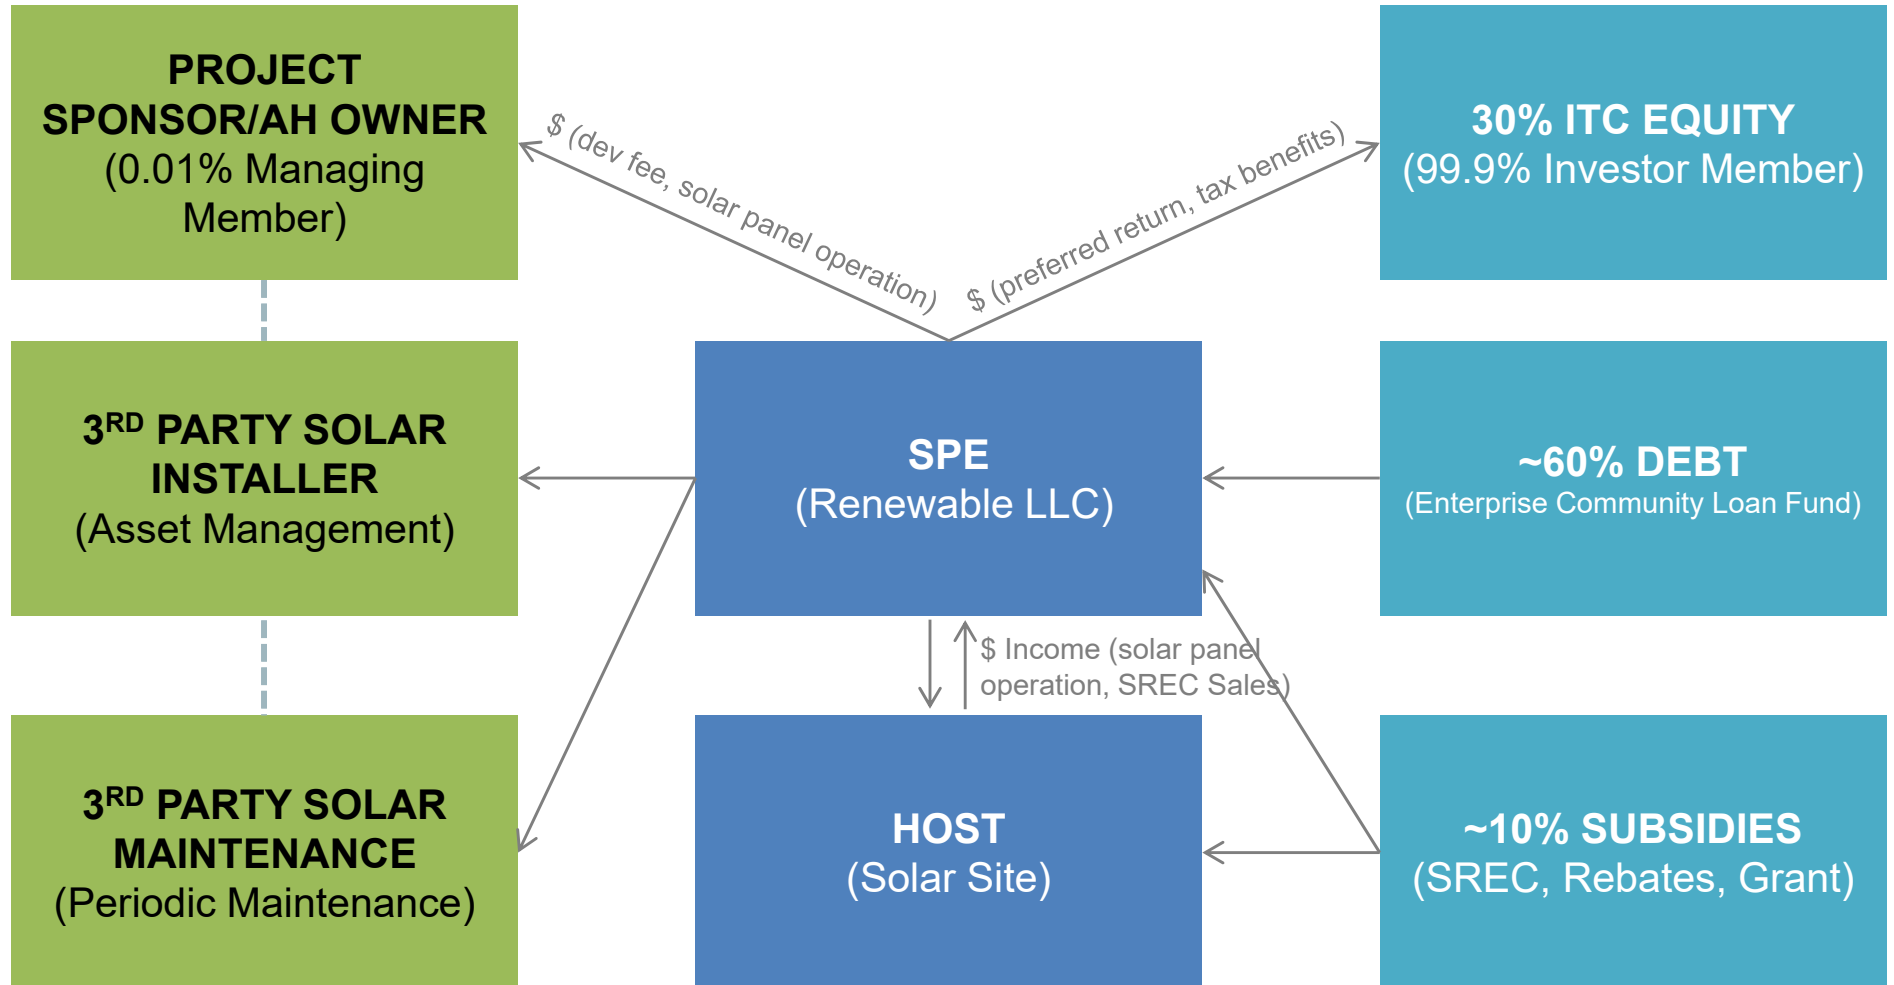 PROJECT
SPONSOR/AH OWNER
(0.01% Managing
Member)
$ (dev fee, solar panel operation)
$ (preferred return, tax benefits)
30% ITC EQUITY
(99.9% Investor Member)
3RD PARTY SOLAR
INSTALLER
(Asset Management)
SPE
(Renewable LLC)
~60% DEBT
(Enterprise Community Loan Fund)
$ Income (solar panel
operation, SREC Sales)
3RD PARTY SOLAR
MAINTENANCE
(Periodic Maintenance)
HOST
(Solar Site)
~10% SUBSIDIES
(SREC, Rebates, Grant)